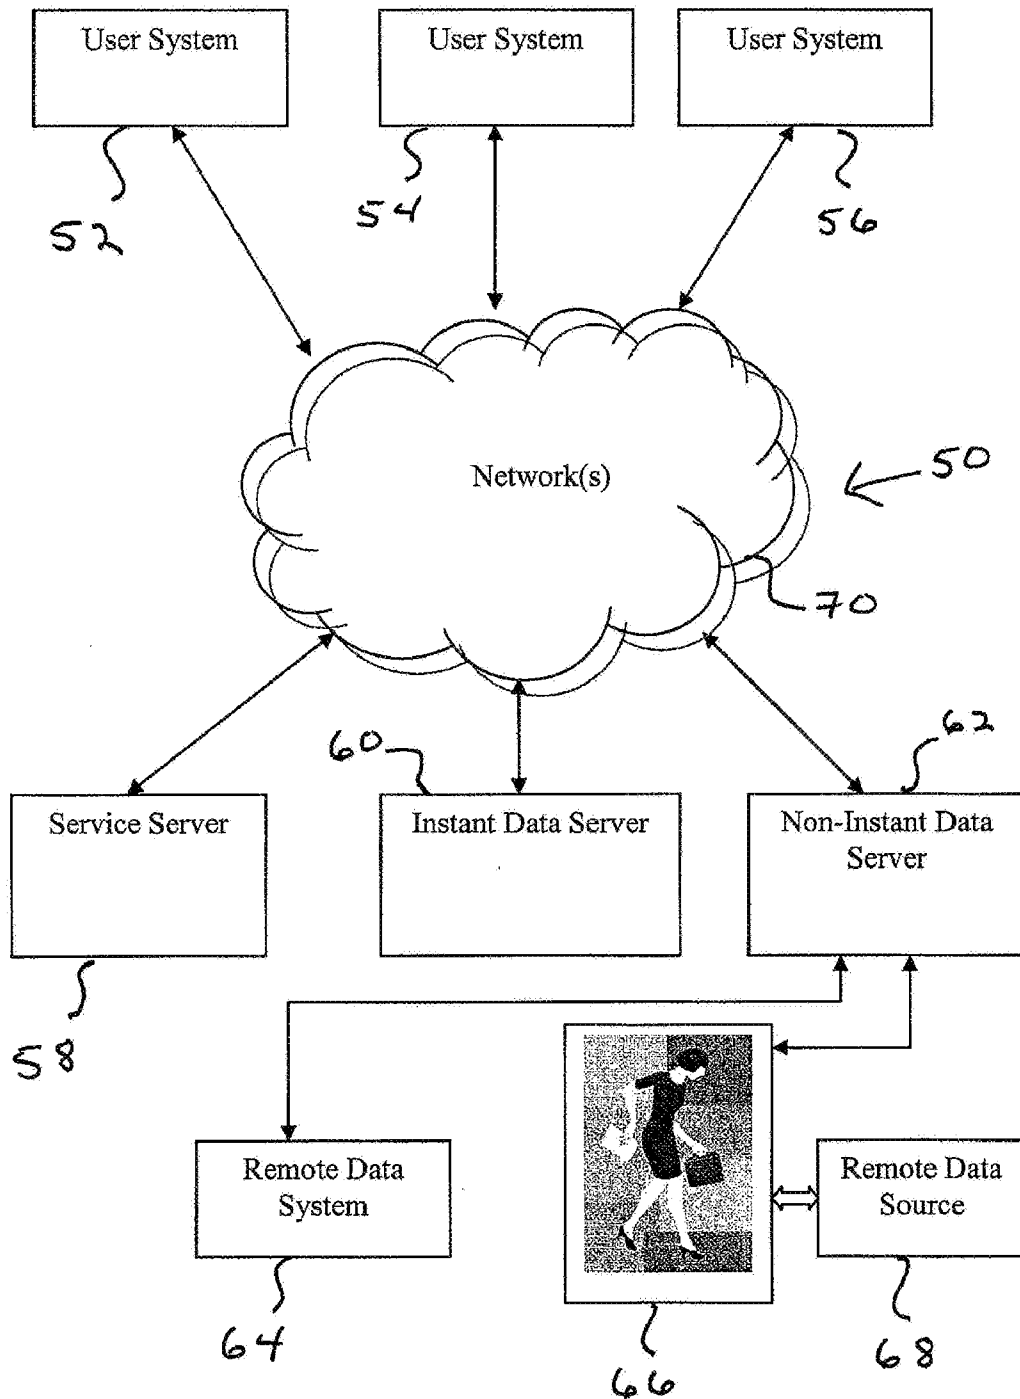 User System
User System
User System
52
54
56
Network(s)
50
70
60
62
Service Server
Instant Data Server
Non-Instant Data
Server
58
Remote Data
System
Remote Data
Source
64
66
68